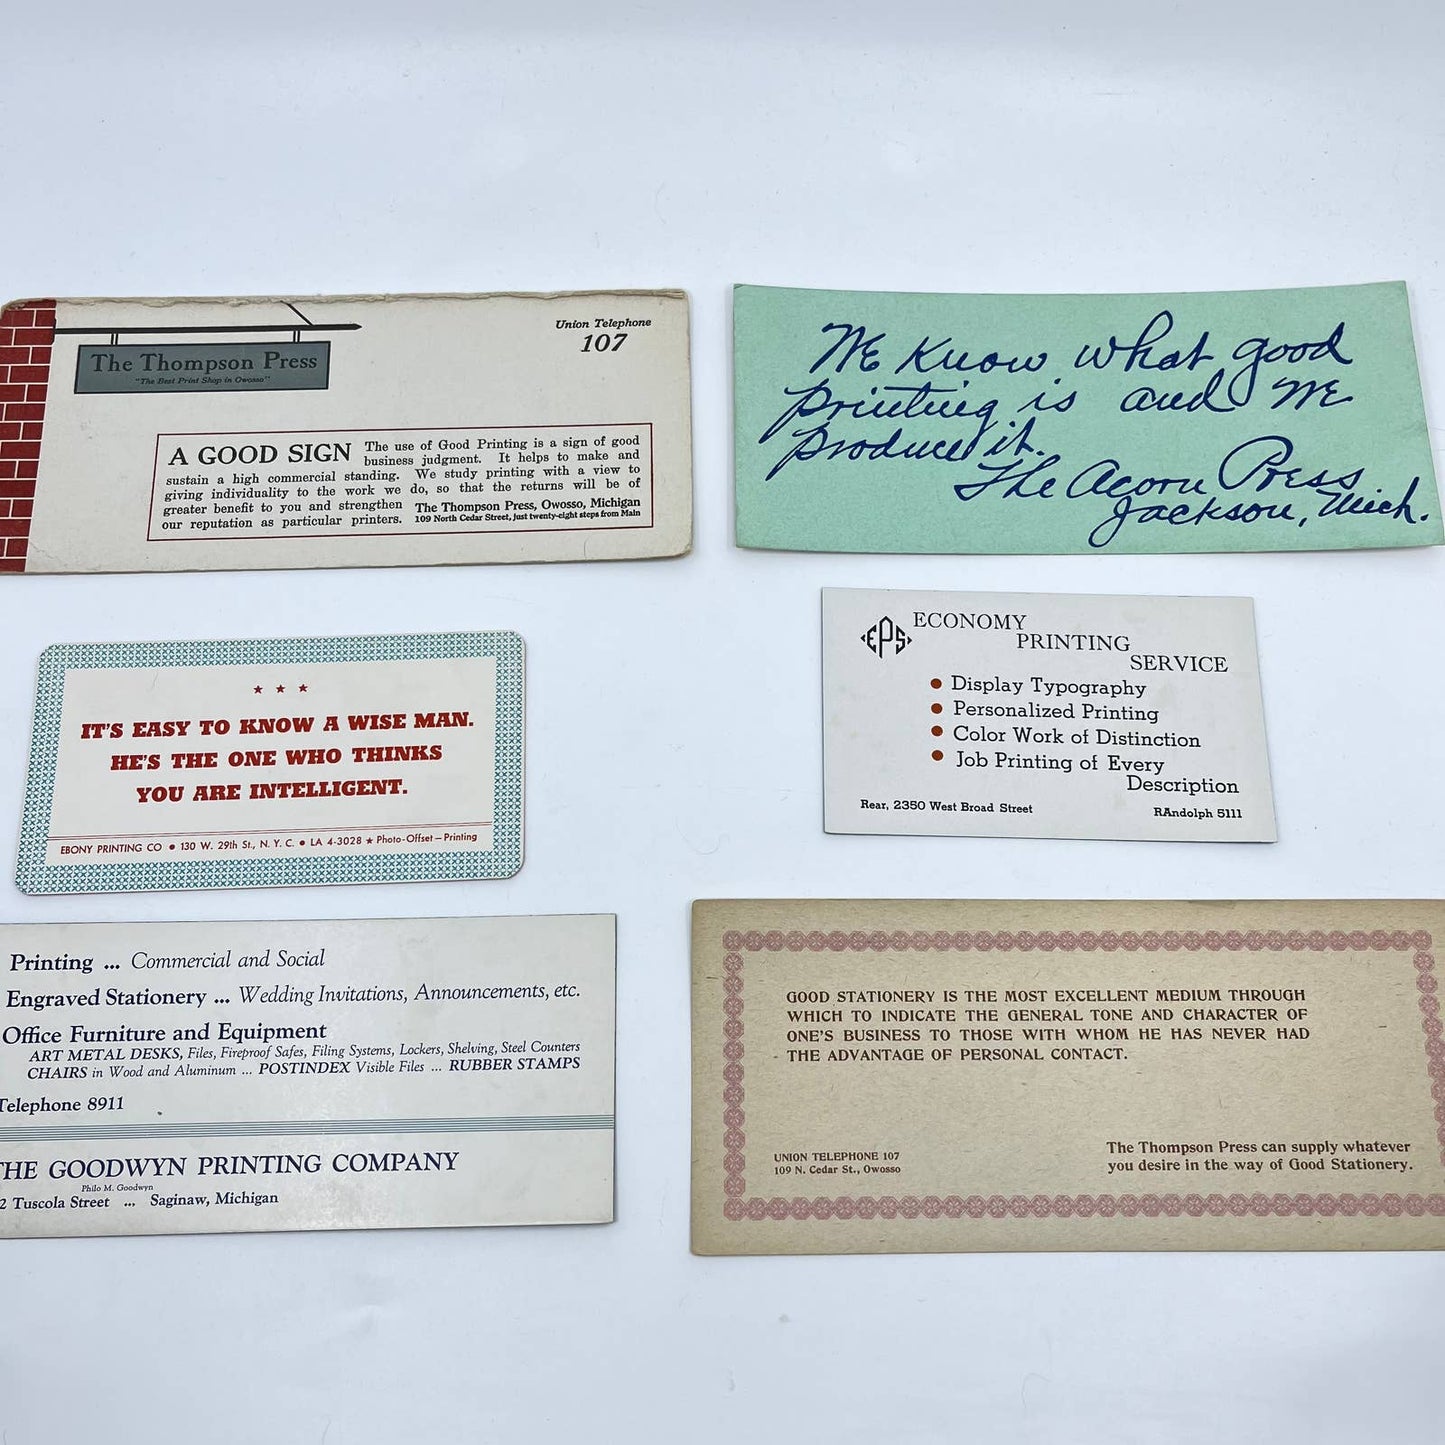 The Thompson Press
"The Best Print Shop in Owosso"
Union Telephone
107
A GOOD SIGN The use of Good Printing is a sign of good
business judgment. It helps to make and
sustain a high commercial standing. We study printing with a view to
giving individuality to the work we do, so that the returns will be of
greater benefit to you and strengthen The Thompson Press, Owosso, Michigan
our reputation as particular printers. 109 North Cedar Street, just twenty-eight steps from Main
We know what good
printing is and we
produce it.
The Acorn Press
Jackson, Mich.
★ ★ ★
IT'S EASY TO KNOW A WISE MAN.
HE'S THE ONE WHO THINKS
YOU ARE INTELLIGENT.
EBONY PRINTING CO ● 130 W. 29th St., N. Y. C. ● LA 4-3028 ★ Photo-Offset—Printing
EPS
ECONOMY
PRINTING
SERVICE
● Display Typography
● Personalized Printing
● Color Work of Distinction
● Job Printing of Every
Description
Rear, 2350 West Broad Street RAndolph 5111
Printing ... Commercial and Social
Engraved Stationery ... Wedding Invitations, Announcements, etc.
Office Furniture and Equipment
ART METAL DESKS, Files, Fireproof Safes, Filing Systems, Lockers, Shelving, Steel Counters
CHAIRS in Wood and Aluminum ... POSTINDEX Visible Files ... RUBBER STAMPS
Telephone 8911
THE GOODWYN PRINTING COMPANY
Philo M. Goodwyn
2 Tuscola Street ... Saginaw, Michigan
GOOD STATIONERY IS THE MOST EXCELLENT MEDIUM THROUGH
WHICH TO INDICATE THE GENERAL TONE AND CHARACTER OF
ONE'S BUSINESS TO THOSE WITH WHOM HE HAS NEVER HAD
THE ADVANTAGE OF PERSONAL CONTACT.
UNION TELEPHONE 107
109 N. Cedar St., Owosso
The Thompson Press can supply whatever
you desire in the way of Good Stationery.